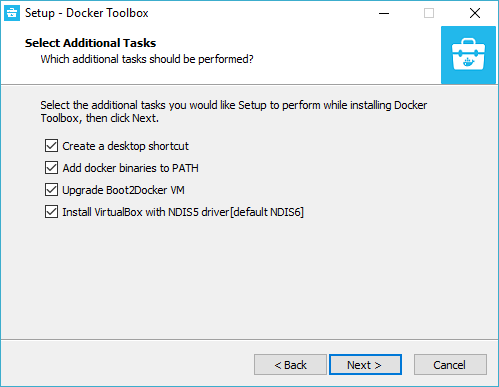 Setup - Docker Toolbox
Select Additional Tasks
Which additional tasks should be performed?
Select the additional tasks you would like Setup to perform while installing Docker
Toolbox, then click Next.
Create a desktop shortcut
Add docker binaries to PATH
Upgrade Boot2Docker VM
Install VirtualBox with NDIS5 driver[default NDIS6]
< Back
Next >
Cancel